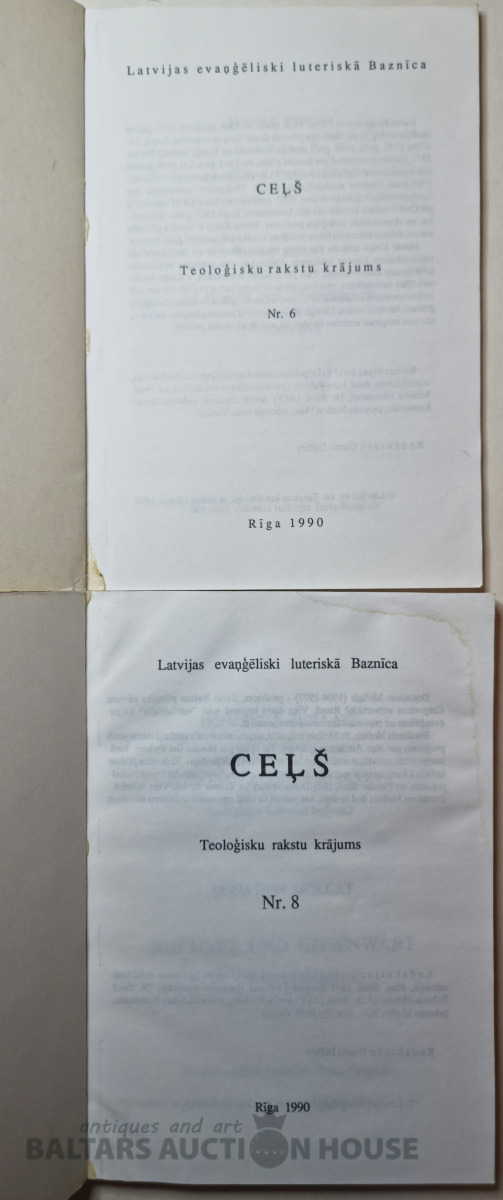 Latvijas evaņģēliski luteriskā Baznīca
CEĻŠ
Teoloģisku rakstu krājums
Nr. 6
Rīga 1990
Latvijas evaņģēliski luteriskā Baznīca
CEĻŠ
Teoloģisku rakstu krājums
Nr. 8
Rīga 1990
antiques and art
BALTARS AUCTION HOUSE